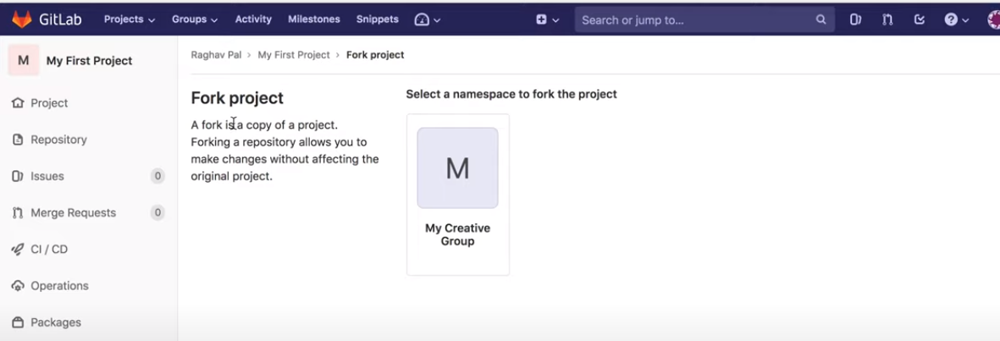 GitLab
Projects
Groups
Activity
Milestones
Snippets
Search or jump to...
M
My First Project
Raghav Pal > My First Project > Fork project
Project
Repository
Issues
0
Merge Requests
0
CI / CD
Operations
Packages
Fork project
A fork is a copy of a project.
Forking a repository allows you to
make changes without affecting the
original project.
Select a namespace to fork the project
M
My Creative
Group